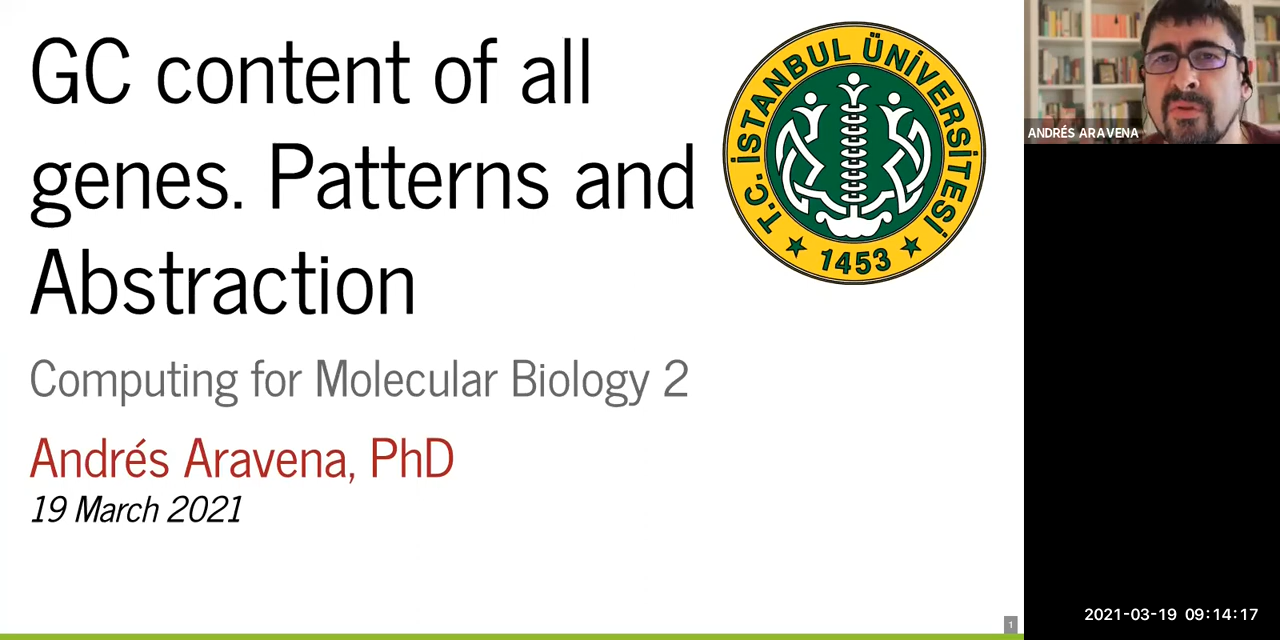 GC content of all
genes. Patterns and
Abstraction
Computing for Molecular Biology 2
Andrés Aravena, PhD
19 March 2021
T.C. İSTANBUL ÜNİVERSİTESİ
1453
1
ANDRÉS ARAVENA
2021-03-19 09:14:17